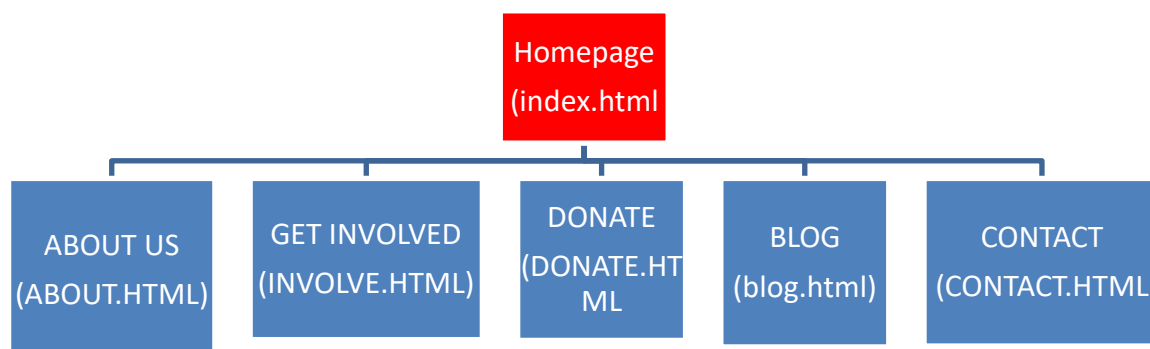 Homepage
(index.html
ABOUT US
(ABOUT.HTML)
GET INVOLVED
(INVOLVE.HTML)
DONATE
(DONATE.HT
ML
BLOG
(blog.html)
CONTACT
(CONTACT.HTML